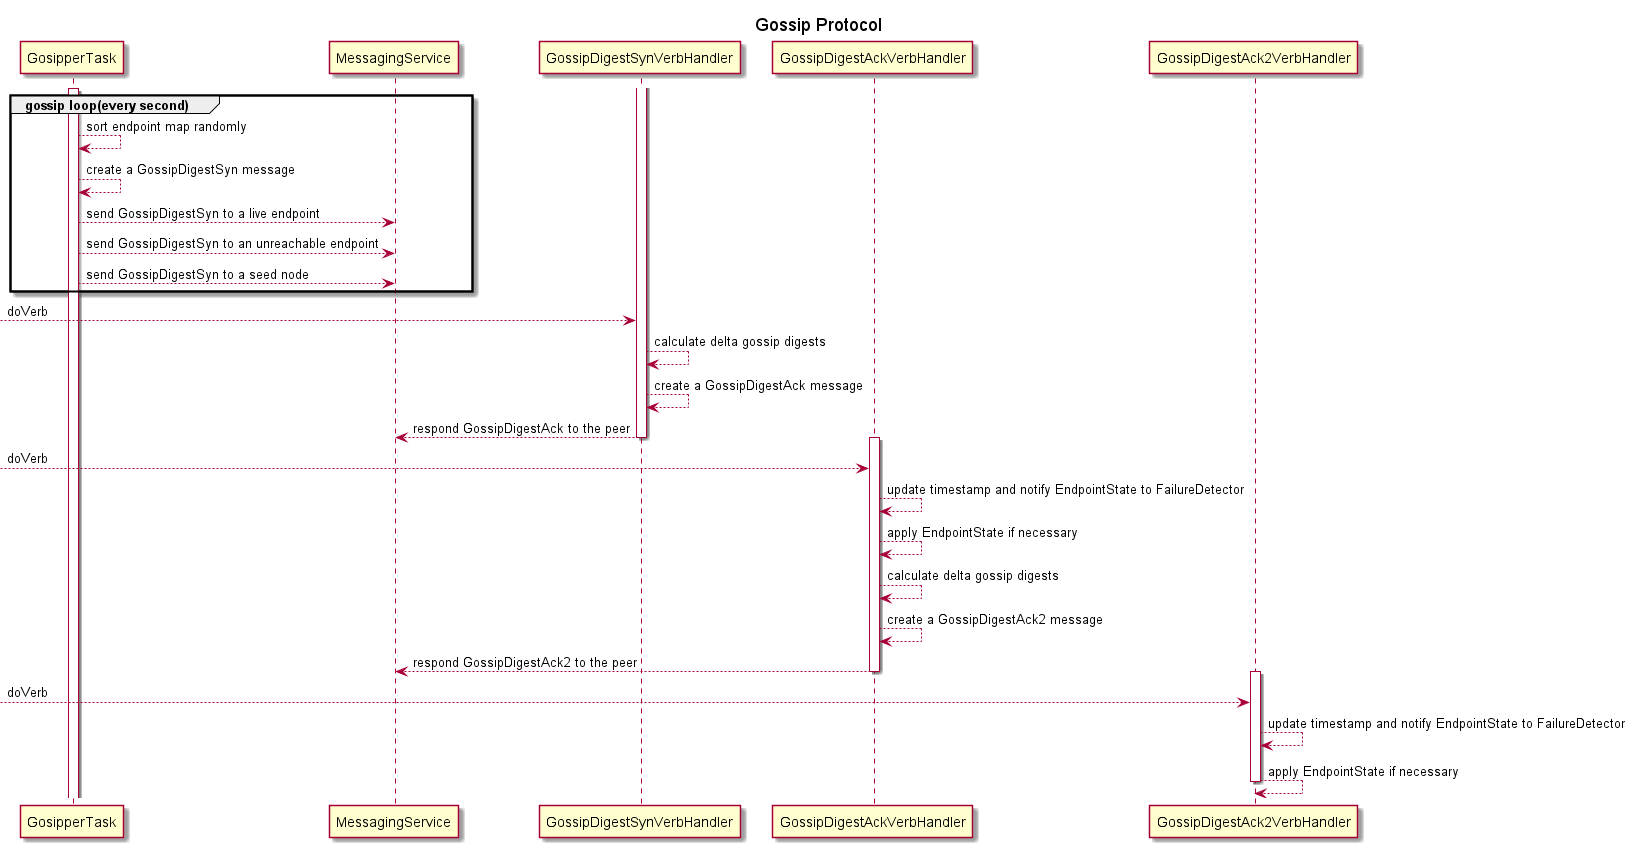 Gossip Protocol
GosipperTask
MessagingService
GossipDigestSynVerbHandler
GossipDigestAckVerbHandler
GossipDigestAck2VerbHandler
gossip loop(every second)
sort endpoint map randomly
create a GossipDigestSyn message
send GossipDigestSyn to a live endpoint
send GossipDigestSyn to an unreachable endpoint
send GossipDigestSyn to a seed node
doVerb
calculate delta gossip digests
create a GossipDigestAck message
respond GossipDigestAck to the peer
doVerb
update timestamp and notify EndpointState to FailureDetector
apply EndpointState if necessary
calculate delta gossip digests
create a GossipDigestAck2 message
respond GossipDigestAck2 to the peer
doVerb
update timestamp and notify EndpointState to FailureDetector
apply EndpointState if necessary
GosipperTask
MessagingService
GossipDigestSynVerbHandler
GossipDigestAckVerbHandler
GossipDigestAck2VerbHandler